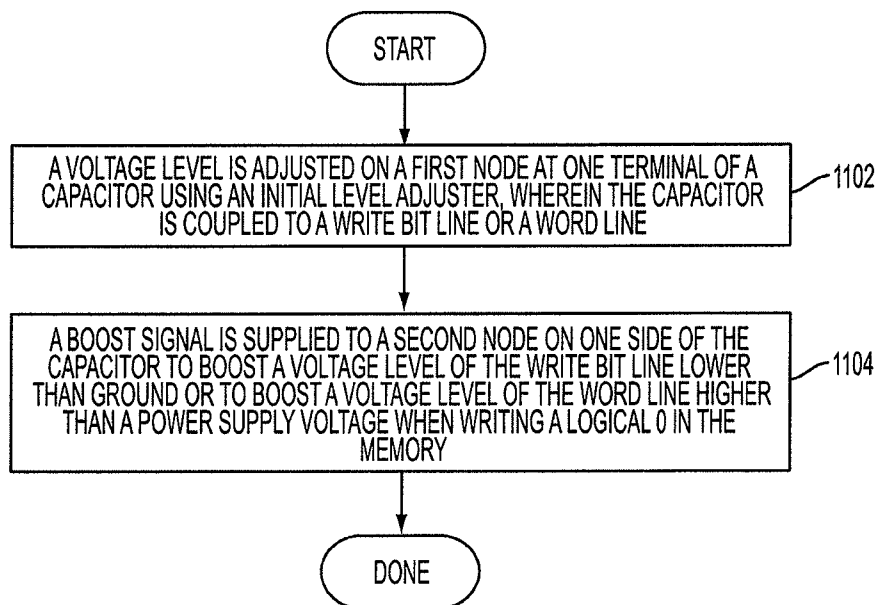 START
A VOLTAGE LEVEL IS ADJUSTED ON A FIRST NODE AT ONE TERMINAL OF A
CAPACITOR USING AN INITIAL LEVEL ADJUSTER, WHEREIN THE CAPACITOR
IS COUPLED TO A WRITE BIT LINE OR A WORD LINE
1102
A BOOST SIGNAL IS SUPPLIED TO A SECOND NODE ON ONE SIDE OF THE
CAPACITOR TO BOOST A VOLTAGE LEVEL OF THE WRITE BIT LINE LOWER
THAN GROUND OR TO BOOST A VOLTAGE LEVEL OF THE WORD LINE HIGHER
THAN A POWER SUPPLY VOLTAGE WHEN WRITING A LOGICAL 0 IN THE
MEMORY
1104
DONE